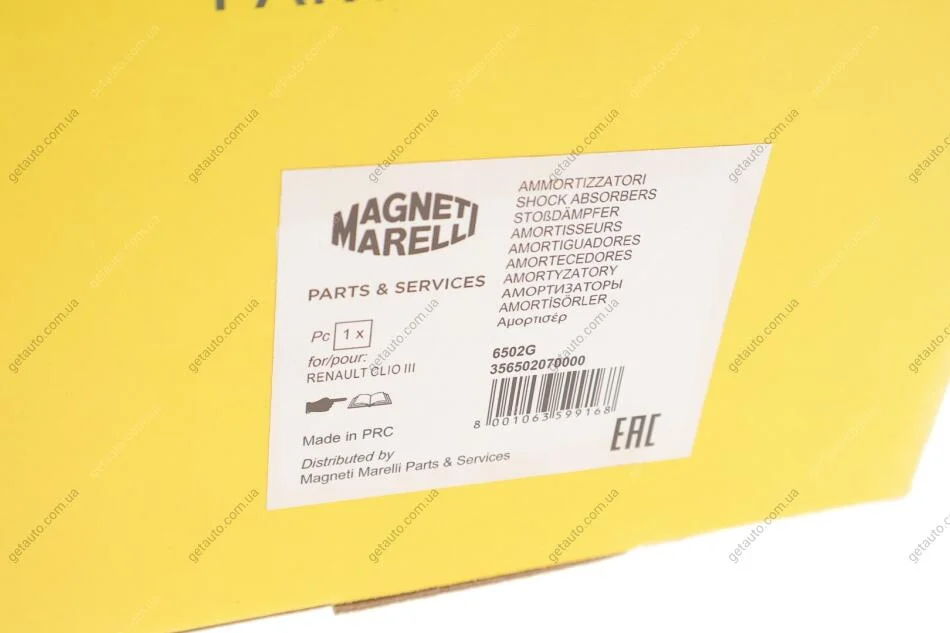 MAGNETI
MARELLI
PARTS & SERVICES
Pc 1 x
for/pour:
RENAULT CLIO III
Made in PRC
Distributed by
Magneti Marelli Parts & Services
AMMORTIZZATORI
SHOCK ABSORBERS
STOßDÄMPFER
AMORTISSEURS
AMORTIGUADORES
AMORTECEDORES
AMORTYZATORY
АМОРТИЗАТОРЫ
AMORTİSÖRLER
Αμορτισέρ
6502G
356502070000
8 001063 599168
EAC
getauto.com.ua